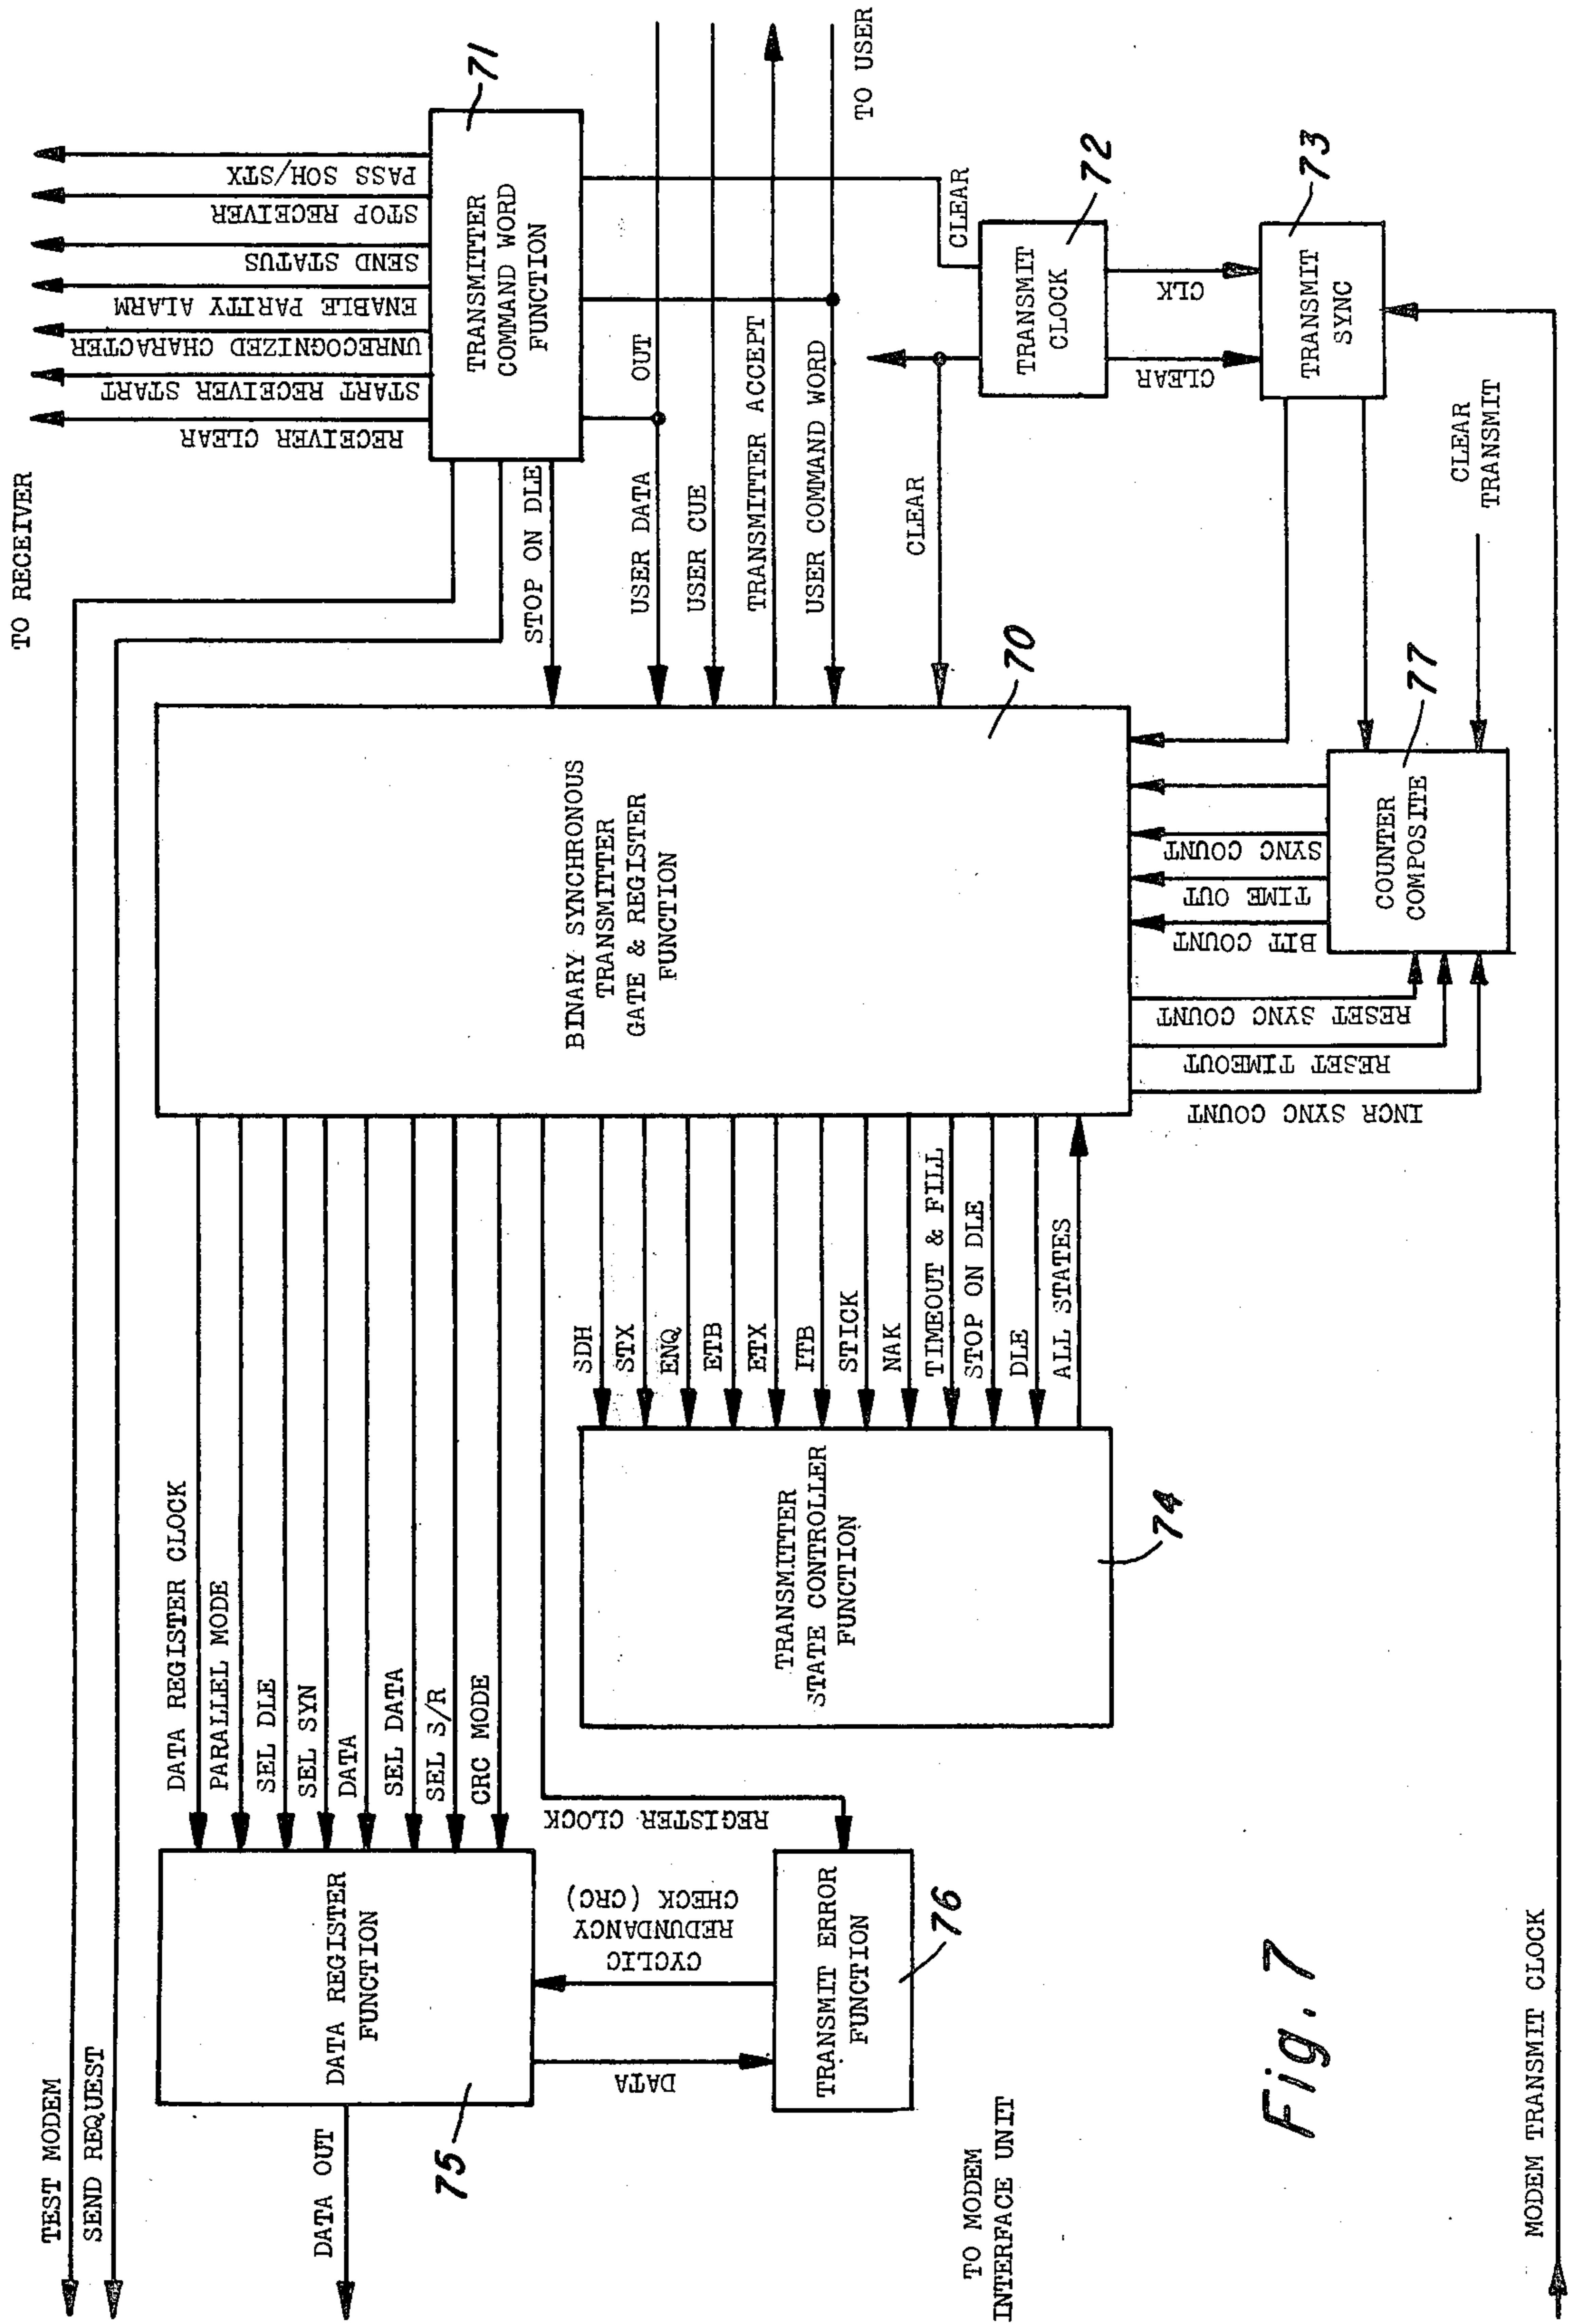 TO RECEIVER
RECEIVER CLEAR
START RECEIVER START
UNRECOGNIZED CHARACTER
ENABLE PARITY ALARM
SEND STATUS
STOP RECEIVER
PASS SOH/STX
71
TRANSMITTER
COMMAND WORD
FUNCTION
TEST MODEM
SEND REQUEST
STOP ON DLE
USER DATA
OUT
USER CUE
TRANSMITTER ACCEPT
USER COMMAND WORD
TO USER
CLEAR
CLEAR
72
TRANSMIT
CLOCK
CLEAR
CLK
73
TRANSMIT
SYNC
CLEAR
TRANSMIT
70
BINARY SYNCHRONOUS
TRANSMITTER
GATE & REGISTER
FUNCTION
77
COUNTER
COMPOSITE
SYNC COUNT
TIME OUT
BIT COUNT
RESET SYNC COUNT
RESET TIMEOUT
INCR SYNC COUNT
DATA REGISTER CLOCK
PARALLEL MODE
SEL DLE
SEL SYN
DATA
SEL DATA
SEL S/R
CRC MODE
REGISTER CLOCK
SDH
STX
ENQ
ETB
ETX
ITB
STICK
NAK
TIMEOUT & FILL
STOP ON DLE
DLE
ALL STATES
TRANSMITTER
STATE CONTROLLER
FUNCTION
74
DATA REGISTER
FUNCTION
75
DATA OUT
CYCLIC
REDUNDANCY
CHECK (CRC)
DATA
TRANSMIT ERROR
FUNCTION
76
TO MODEM
INTERFACE UNIT
MODEM TRANSMIT CLOCK
Fig. 7